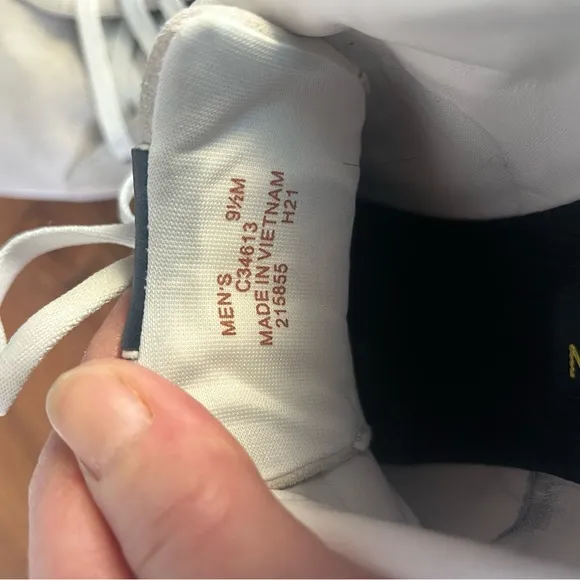 MEN'S 9½M
C34613
MADE IN VIETNAM
215855 H21